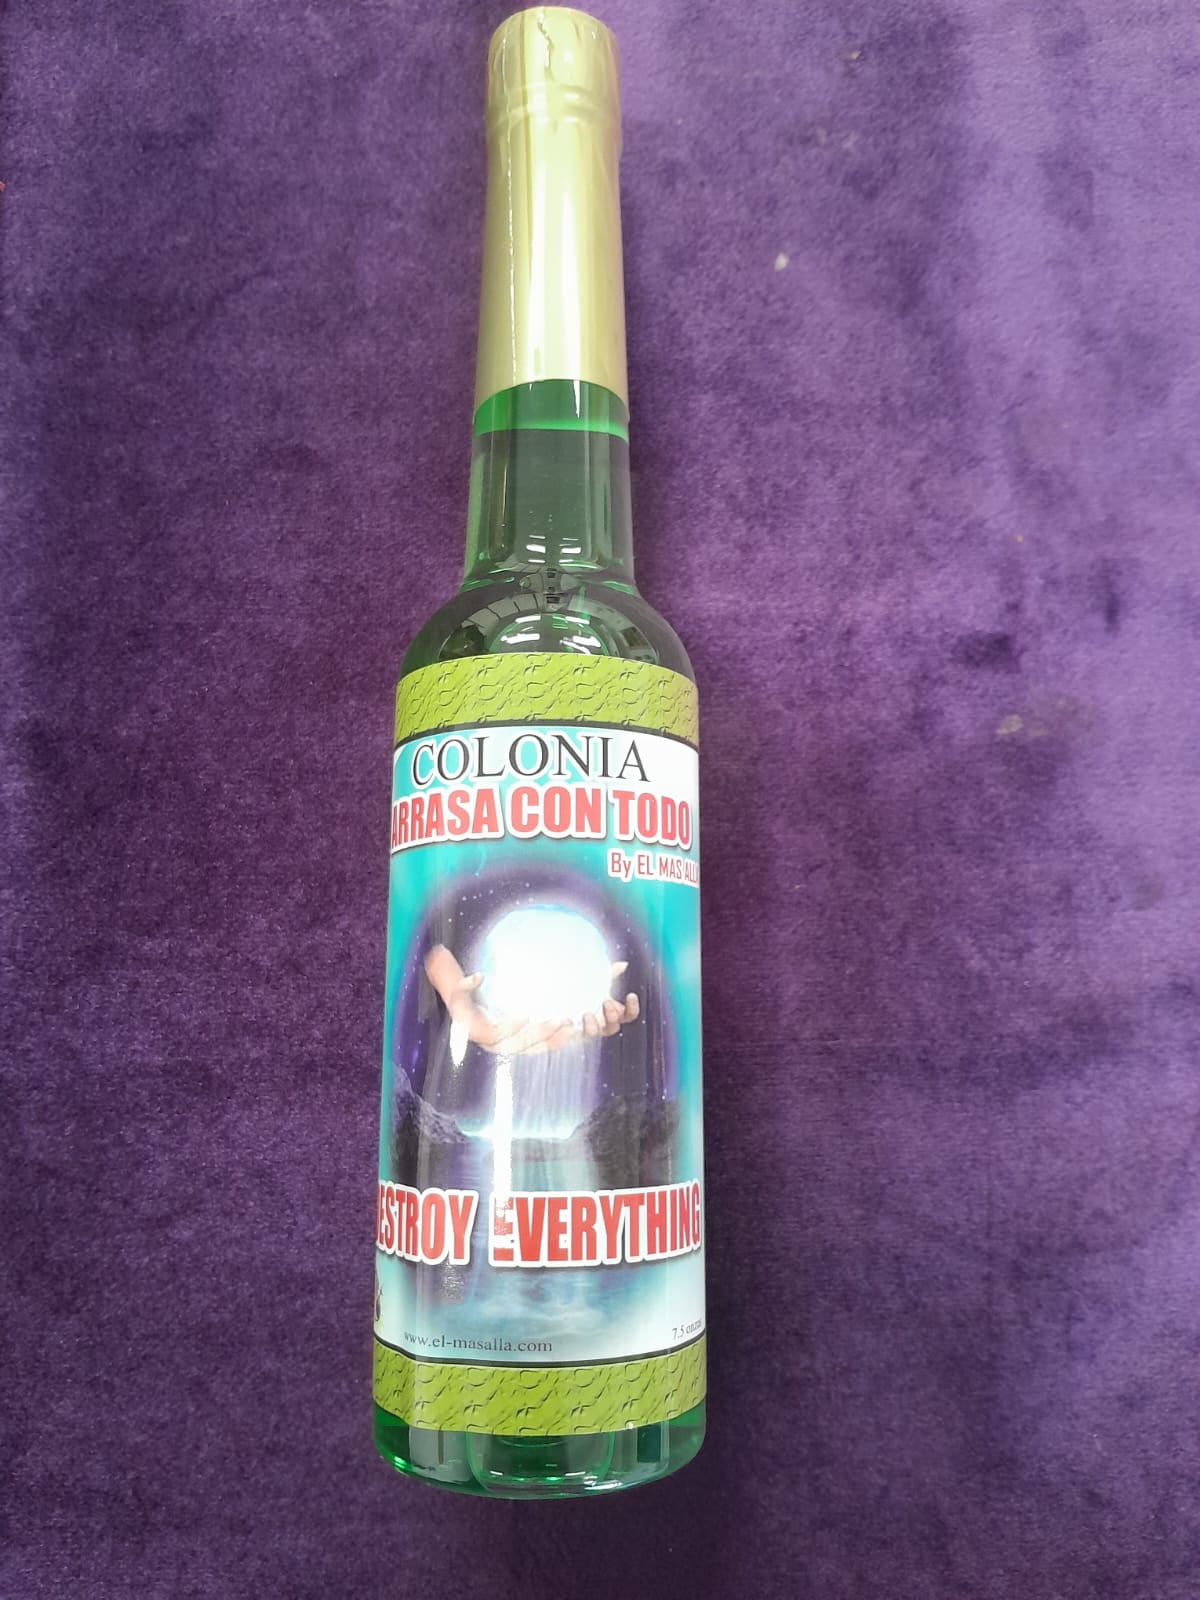 COLONIA
ARRASA CON TODO
By EL MAS ALLA
DESTROY EVERYTHING
www.el-masalla.com
7.5 onzas